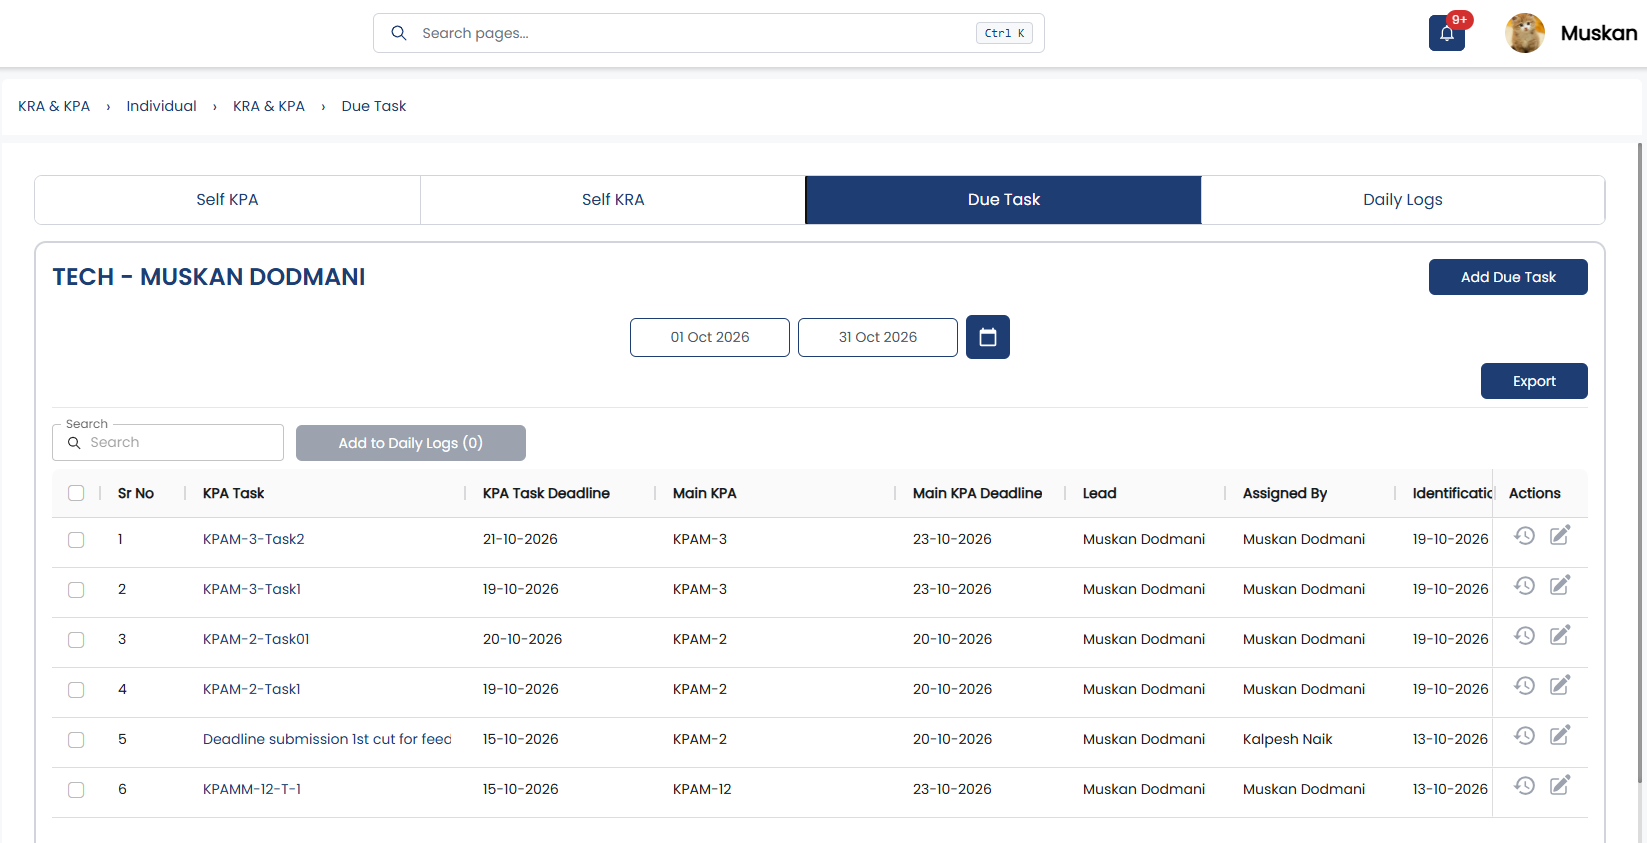 Search pages...
Ctrl K
9+
Muskan
KRA & KPA › Individual › KRA & KPA › Due Task
Self KPA
Self KRA
Due Task
Daily Logs
TECH - MUSKAN DODMANI
Add Due Task
01 Oct 2026
31 Oct 2026
Export
Search
Search
Add to Daily Logs (0)
Sr No KPA Task KPA Task Deadline Main KPA Main KPA Deadline Lead Assigned By Identificatic Actions
1 KPAM-3-Task2 21-10-2026 KPAM-3 23-10-2026 Muskan Dodmani Muskan Dodmani 19-10-2026
2 KPAM-3-Task1 19-10-2026 KPAM-3 23-10-2026 Muskan Dodmani Muskan Dodmani 19-10-2026
3 KPAM-2-Task01 20-10-2026 KPAM-2 20-10-2026 Muskan Dodmani Muskan Dodmani 19-10-2026
4 KPAM-2-Task1 19-10-2026 KPAM-2 20-10-2026 Muskan Dodmani Muskan Dodmani 19-10-2026
5 Deadline submission 1st cut for feed 15-10-2026 KPAM-2 20-10-2026 Muskan Dodmani Kalpesh Naik 13-10-2026
6 KPAMM-12-T-1 15-10-2026 KPAM-12 23-10-2026 Muskan Dodmani Muskan Dodmani 13-10-2026